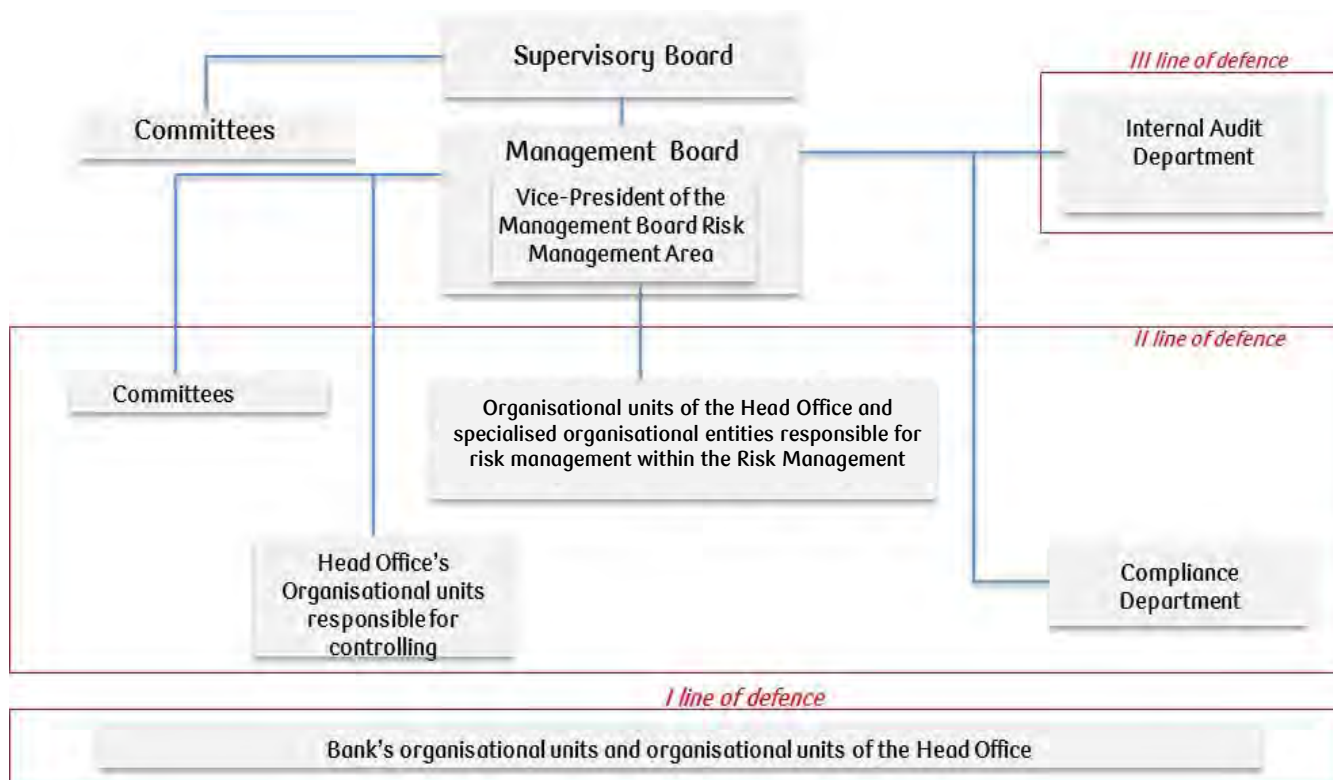 Supervisory Board
III line of defence
Committees
Internal Audit
Department
Management Board
Vice-President of the
Management Board Risk
Management Area
II line of defence
Committees
Organisational units of the Head Office and
specialised organisational entities responsible for
risk management within the Risk Management
Head Office's
Organisational units
responsible for
controlling
Compliance
Department
I line of defence
Bank's organisational units and organisational units of the Head Office